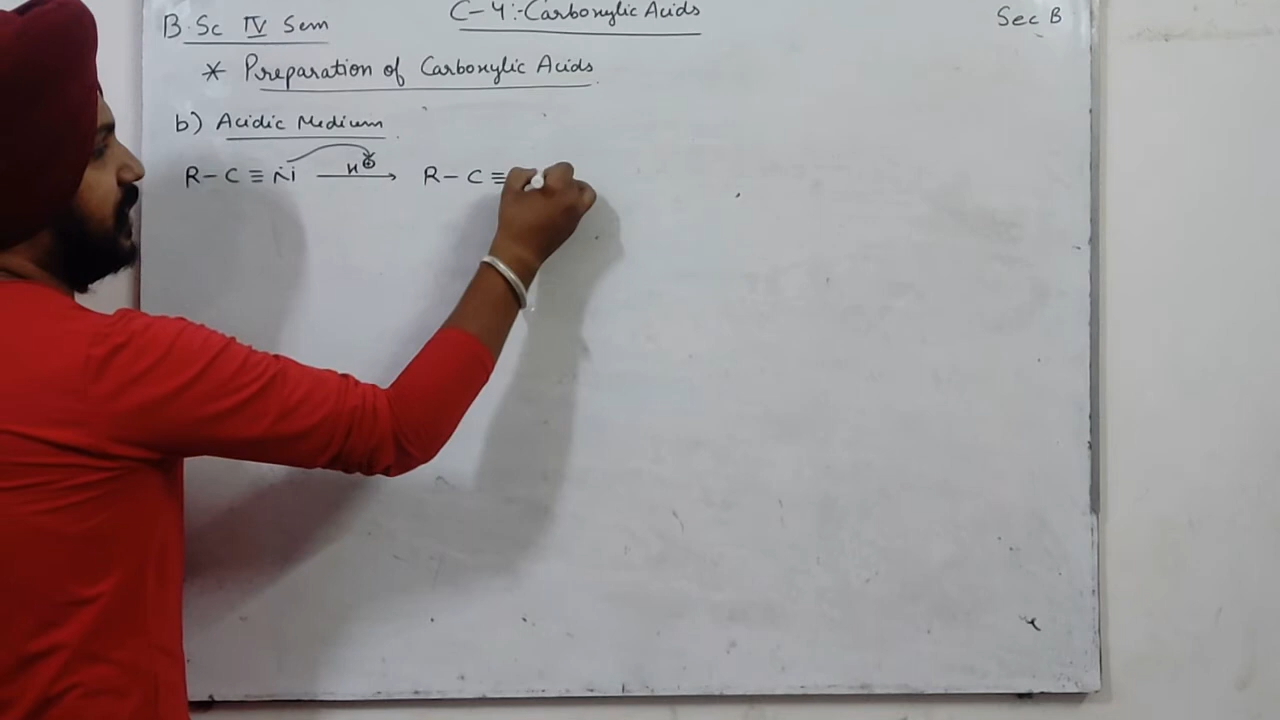 B.Sc IV Sem
C-4:-Carboxylic Acids
Sec B
* Preparation of Carboxylic Acids.
b) Acidic Medium.
R-C≡N̈ H⊕ → R-C≡